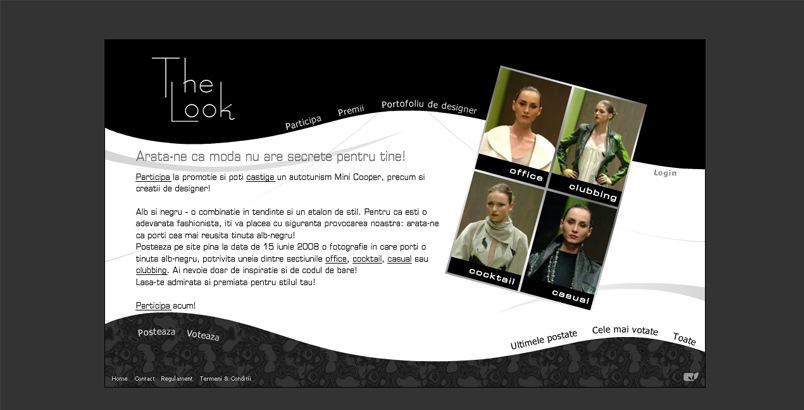 The
Look
Participa
Premii
Portofoliu de designer
office
clubbing
cocktail
casual
Login
Arata-ne ca moda nu are secrete pentru tine!
Participa la promotie si poti castiga un autoturism Mini Cooper, precum si
creatii de designer!
Alb si negru - o combinatie in tendinte si un etalon de stil. Pentru ca esti o
adevarata fashionista, iti va placea cu siguranta provocarea noastra: arata-ne
ca porti cea mai reusita tinuta alb-negru!
Posteaza pe site pina la data de 15 iunie 2008 o fotografie in care porti o
tinuta alb-negru, potrivita uneia dintre sectiunile office, cocktail, casual sau
clubbing. Ai nevoie doar de inspiratie si de codul de bare!
Lasa-te admirata si premiata pentru stilul tau!
Participa acum!
Posteaza
Voteaza
Ultimele postate
Cele mai votate
Toate
Home Contact Regulament Termeni & Conditii